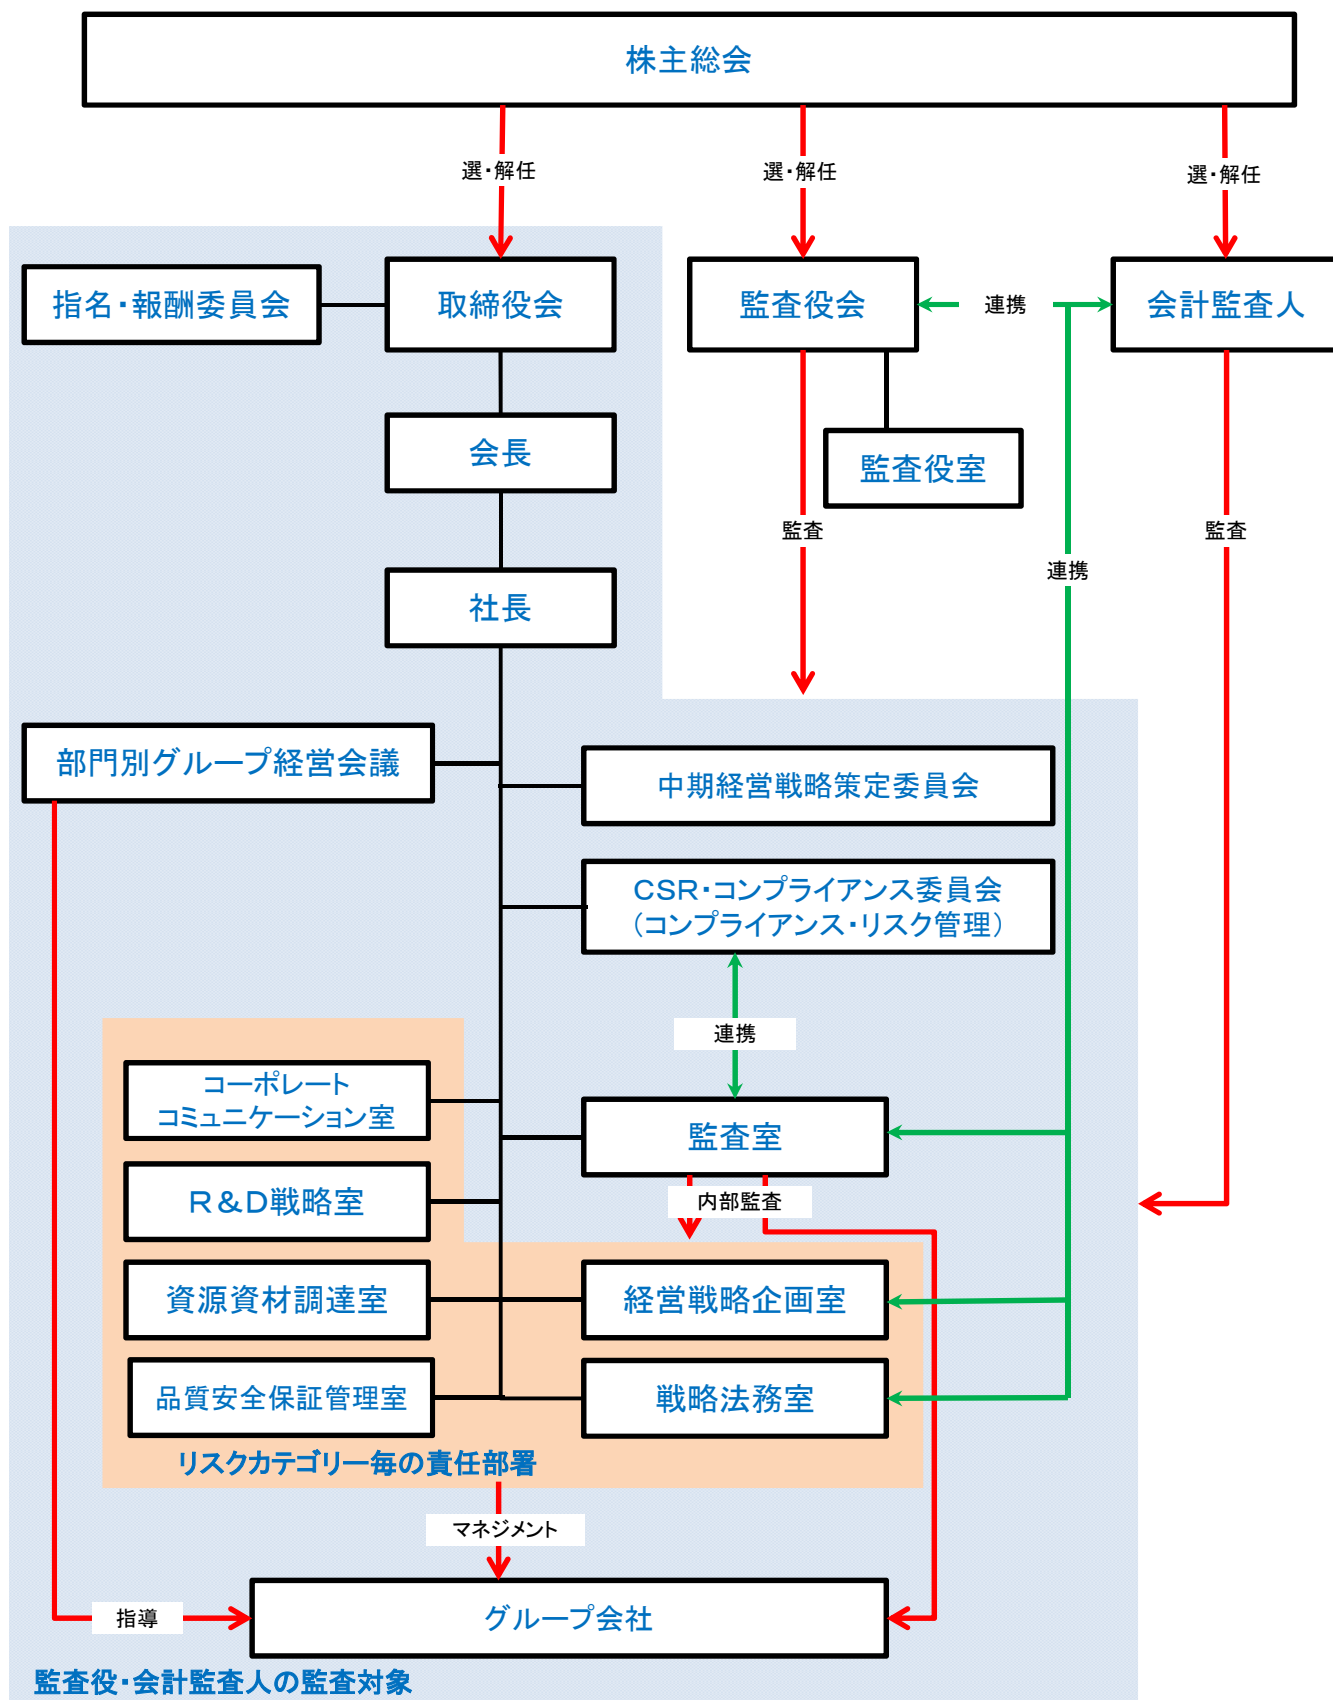 株主総会
選・解任
選・解任
選・解任
指名・報酬委員会
取締役会
監査役会
連携
会計監査人
会長
監査役室
監査
監査
連携
社長
部門別グループ経営会議
中期経営戦略策定委員会
CSR・コンプライアンス委員会
（コンプライアンス・リスク管理）
連携
コーポレート
コミュニケーション室
監査室
R＆D戦略室
内部監査
資源資材調達室
経営戦略企画室
品質安全保証管理室
戦略法務室
リスクカテゴリー毎の責任部署
マネジメント
指導
グループ会社
監査役・会計監査人の監査対象